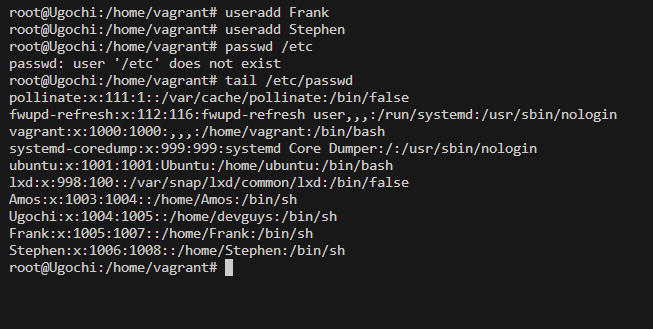 root@Ugochi:/home/vagrant# useradd Frank
root@Ugochi:/home/vagrant# useradd Stephen
root@Ugochi:/home/vagrant# passwd /etc
passwd: user '/etc' does not exist
root@Ugochi:/home/vagrant# tail /etc/passwd
pollinate:x:111:1::/var/cache/pollinate:/bin/false
fwupd-refresh:x:112:116:fwupd-refresh user,,,:/run/systemd:/usr/sbin/nologin
vagrant:x:1000:1000:,,,:/home/vagrant:/bin/bash
systemd-coredump:x:999:999:systemd Core Dumper:/:/usr/sbin/nologin
ubuntu:x:1001:1001:Ubuntu:/home/ubuntu:/bin/bash
lxd:x:998:100::/var/snap/lxd/common/lxd:/bin/false
Amos:x:1003:1004::/home/Amos:/bin/sh
Ugochi:x:1004:1005::/home/devguys:/bin/sh
Frank:x:1005:1007::/home/Frank:/bin/sh
Stephen:x:1006:1008::/home/Stephen:/bin/sh
root@Ugochi:/home/vagrant#